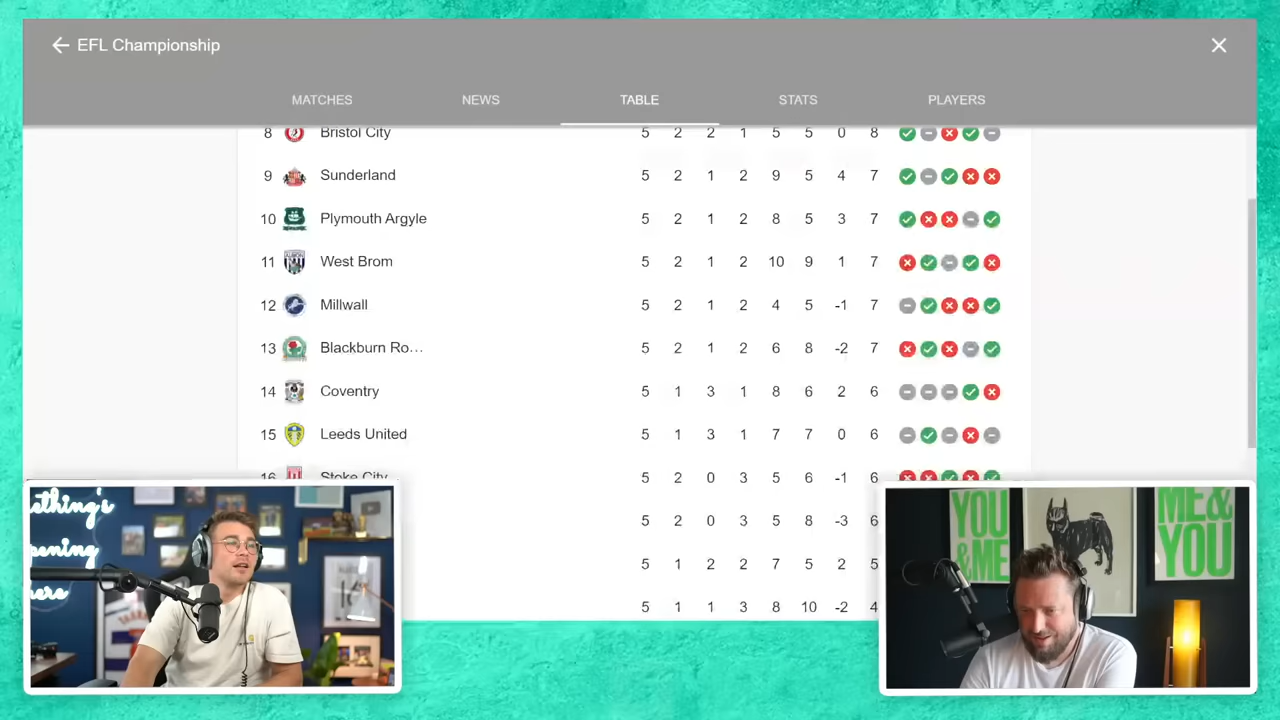 EFL Championship
MATCHES NEWS TABLE STATS PLAYERS
8 Bristol City 5 2 2 1 5 5 0 8
9 Sunderland 5 2 1 2 9 5 4 7
10 Plymouth Argyle 5 2 1 2 8 5 3 7
11 West Brom 5 2 1 2 10 9 1 7
12 Millwall 5 2 1 2 4 5 -1 7
13 Blackburn Ro… 5 2 1 2 6 8 -2 7
14 Coventry 5 1 3 1 8 6 2 6
15 Leeds United 5 1 3 1 7 7 0 6
16 Stoke City 5 2 0 3 5 6 -1 6
5 2 0 3 5 8 -3 6
5 1 2 2 7 5 2 5
5 1 1 3 8 10 -2 4
ething's
pening
here
YOU
&ME
ME&
YOU